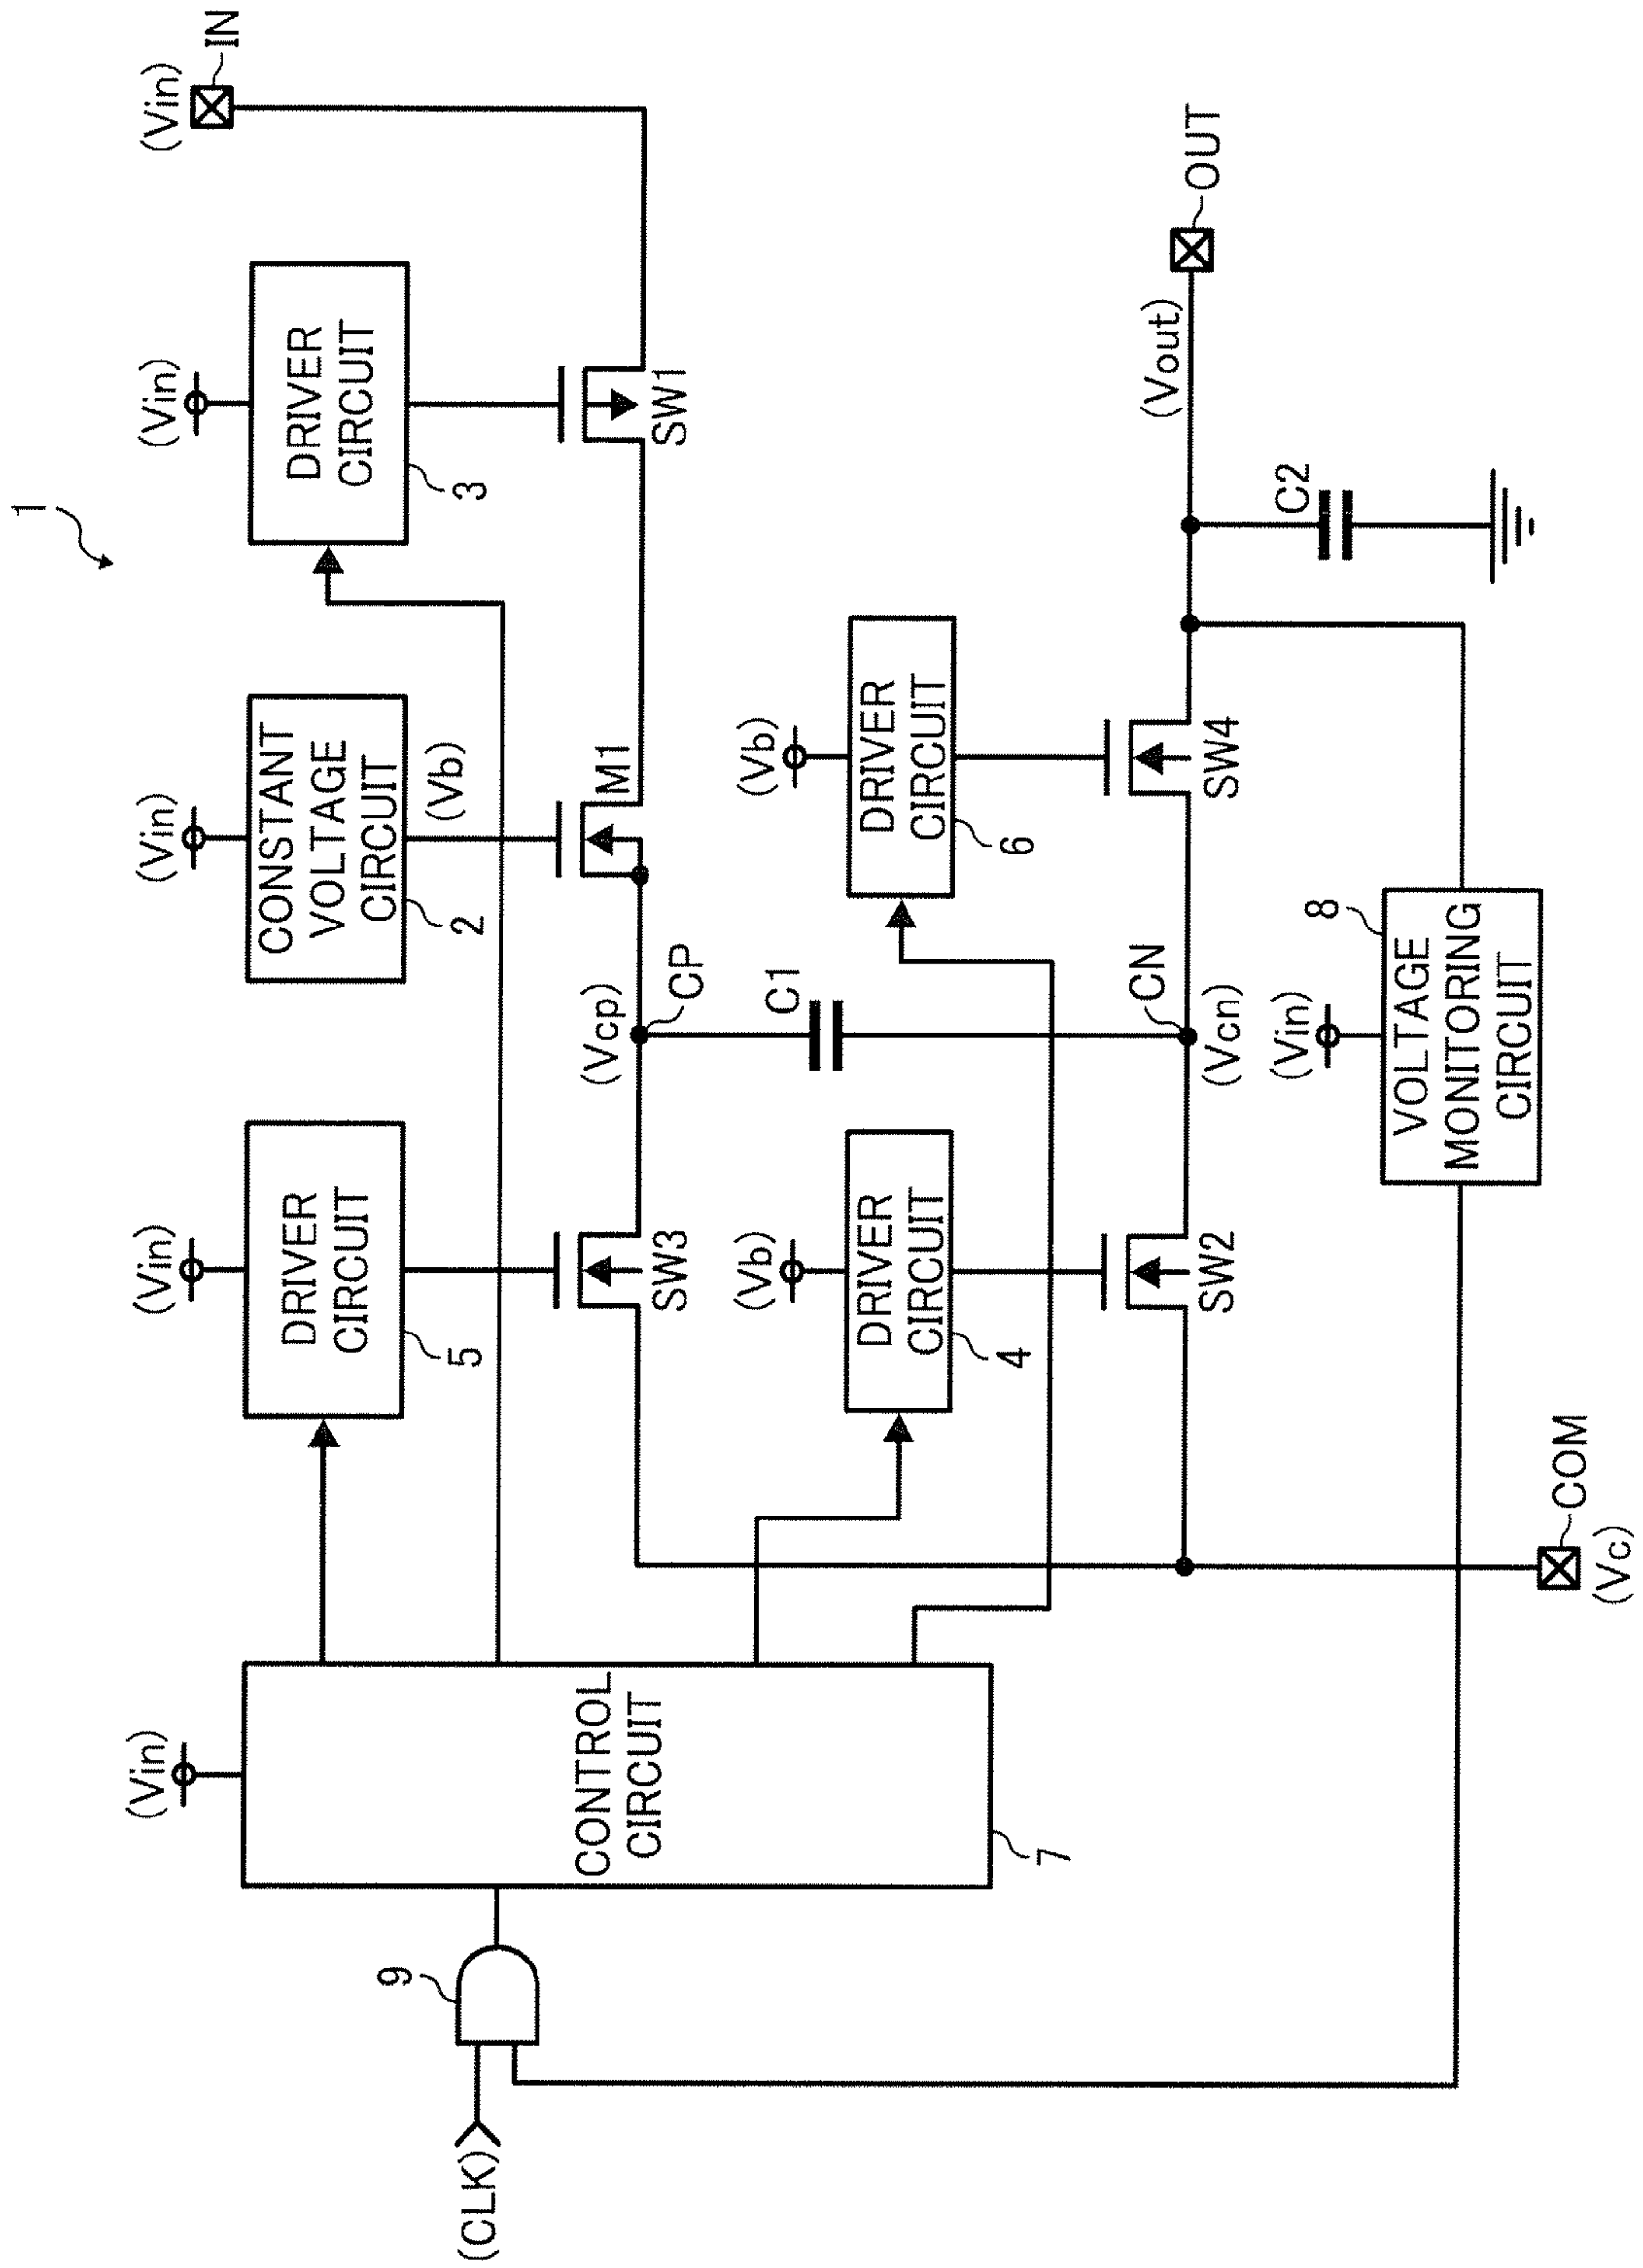 1
(Vin)
(Vin)
(Vin)
(Vin)
(Vin)
IN
DRIVER
CIRCUIT
5
CONSTANT
VOLTAGE
CIRCUIT
2
(Vb)
DRIVER
CIRCUIT
3
9
(CLK)
CONTROL
CIRCUIT
7
SW3
(Vcp)
CP
M1
SW1
(Vb)
DRIVER
CIRCUIT
4
C1
(Vb)
DRIVER
CIRCUIT
6
SW2
CN
(Vcn)
SW4
(Vout)
OUT
C2
(Vin)
8
VOLTAGE
MONITORING
CIRCUIT
COM
(Vc)